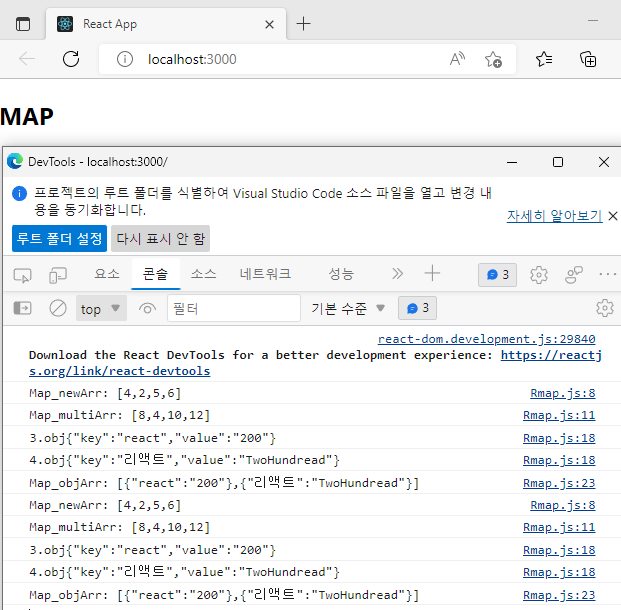 React App
localhost:3000
MAP
DevTools - localhost:3000/
프로젝트의 루트 폴더를 식별하여 Visual Studio Code 소스 파일을 열고 변경 내
용을 동기화합니다.
자세히 알아보기
루트 폴더 설정 다시 표시 안 함
요소 콘솔 소스 네트워크 성능 3
top 필터 기본 수준 3
react-dom.development.js:29840
Download the React DevTools for a better development experience: https://reactj
s.org/link/react-devtools
Map_newArr: [4,2,5,6] Rmap.js:8
Map_multiArr: [8,4,10,12] Rmap.js:11
3.obj{"key":"react","value":"200"} Rmap.js:18
4.obj{"key":"리액트","value":"TwoHundread"} Rmap.js:18
Map_objArr: [{"react":"200"},{"리액트":"TwoHundread"}] Rmap.js:23
Map_newArr: [4,2,5,6] Rmap.js:8
Map_multiArr: [8,4,10,12] Rmap.js:11
3.obj{"key":"react","value":"200"} Rmap.js:18
4.obj{"key":"리액트","value":"TwoHundread"} Rmap.js:18
Map_objArr: [{"react":"200"},{"리액트":"TwoHundread"}] Rmap.js:23